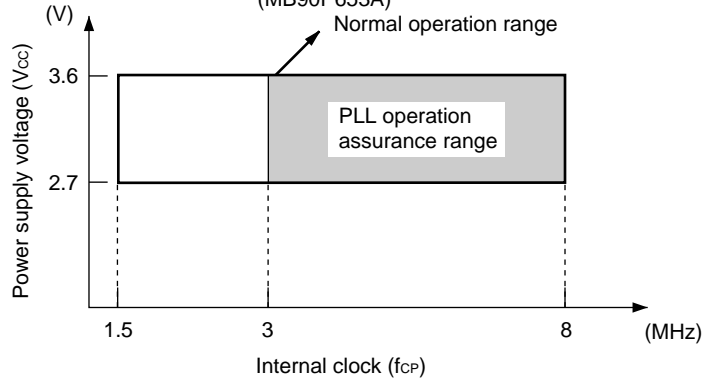 (V)
Normal operation range
Power supply voltage (VCC)
3.6
PLL operation
assurance range
2.7
1.5
3
8
(MHz)
Internal clock (fCP)